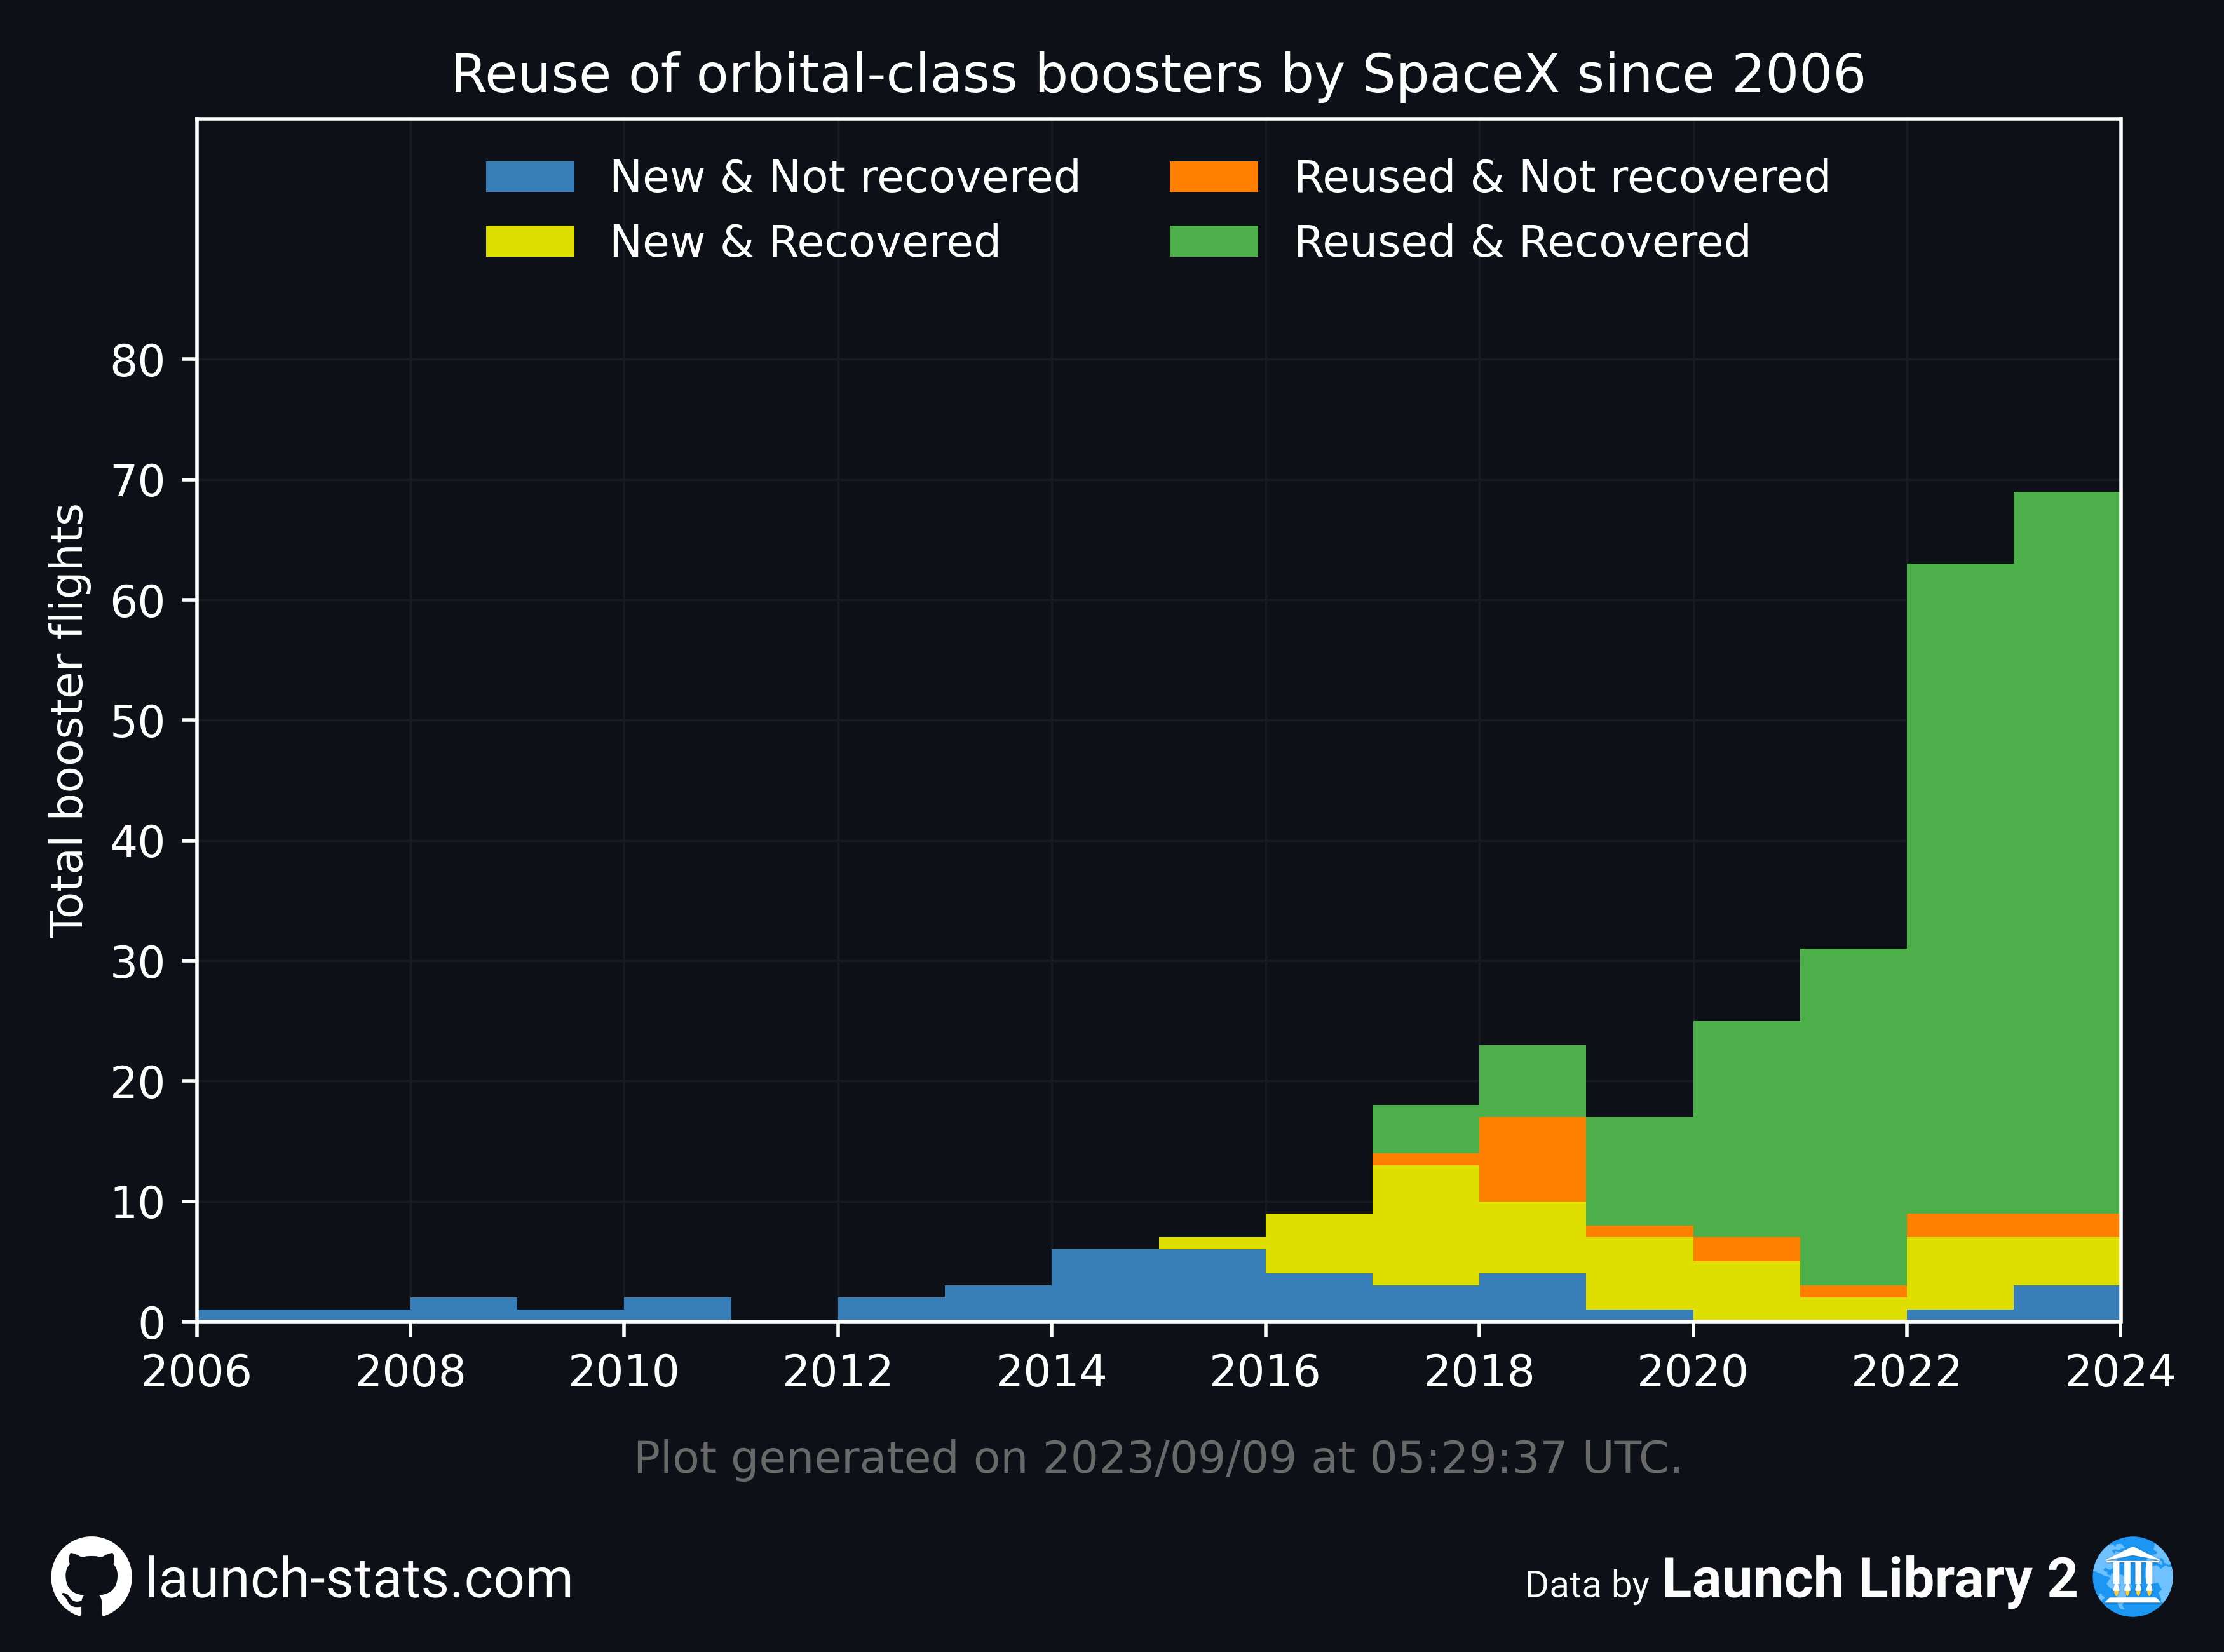 Reuse of orbital-class boosters by SpaceX since 2006
New & Not recovered
New & Recovered
Reused & Not recovered
Reused & Recovered
Total booster flights
80
70
60
50
40
30
20
10
0
2006 2008 2010 2012 2014 2016 2018 2020 2022 2024
Plot generated on 2023/09/09 at 05:29:37 UTC.
launch-stats.com
Data by Launch Library 2